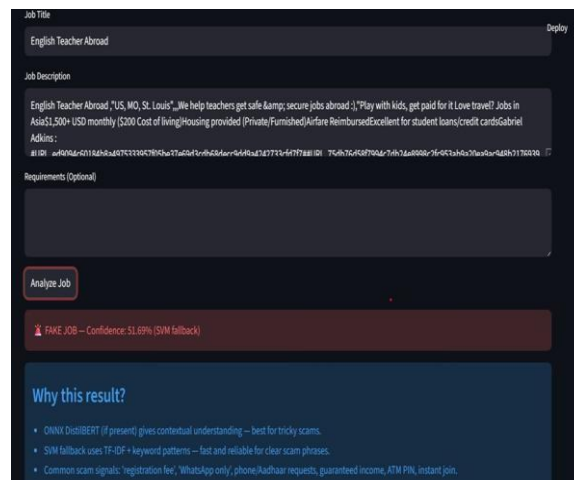 Job Title
Deploy
English Teacher Abroad
Job Description
English Teacher Abroad ,"US, MO, St. Louis",,,We help teachers get safe &amp; secure jobs abroad :),"Play with kids, get paid for it Love travel? Jobs in
Asia$1,500+ USD monthly ($200 Cost of living)Housing provided (Private/Furnished)Airfare ReimbursedExcellent for student loans/credit cardsGabriel
Adkins :
Requirements (Optional)
Analyze Job
🚨 FAKE JOB — Confidence: 51.69% (SVM fallback)
Why this result?
• ONNX DistilBERT (if present) gives contextual understanding — best for tricky scams.
• SVM fallback uses TF-IDF + keyword patterns — fast and reliable for clear scam phrases.
• Common scam signals: 'registration fee', 'WhatsApp only', phone/Aadhaar requests, guaranteed income, ATM PIN, instant join.